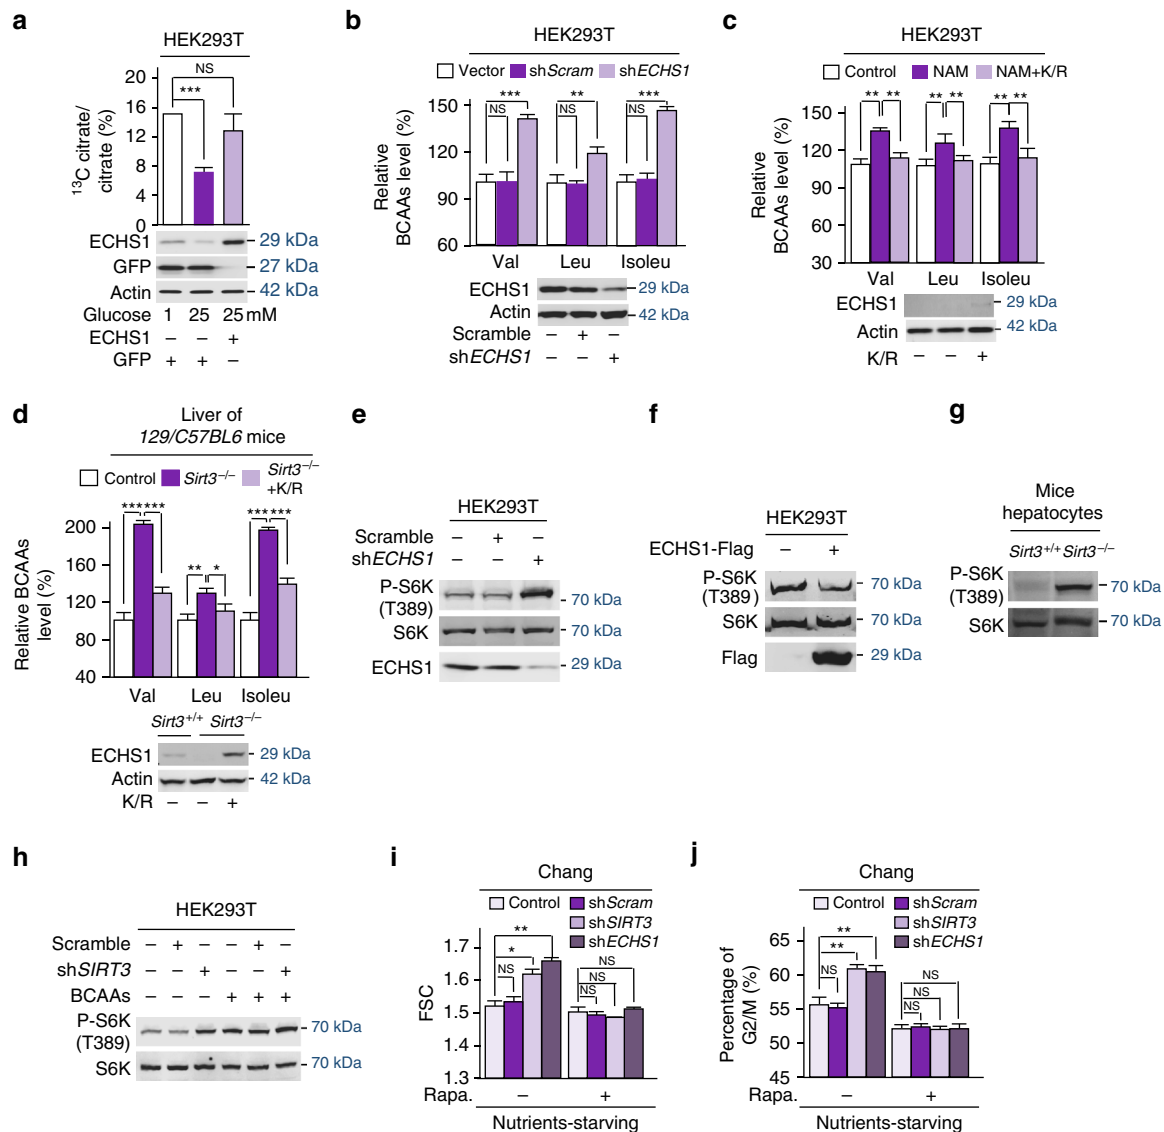 a
HEK293T
NS
***
20
16
12
8
4
0
13C citrate/
citrate (%)
ECHS1
29 kDa
GFP
27 kDa
Actin
42 kDa
Glucose 1 25 25 mM
ECHS1 – – +
GFP + + –
b
HEK293T
Vector shScram shECHS1
*** ** ***
NS NS NS
150
120
90
60
Relative
BCAAs level (%)
Val Leu Isoleu
ECHS1
29 kDa
Actin
42 kDa
Scramble – + –
shECHS1 – – +
c
HEK293T
Control NAM NAM+K/R
** ** ** ** ** **
150
120
90
60
30
Relative
BCAAs level (%)
Val Leu Isoleu
ECHS1
29 kDa
Actin
42 kDa
K/R – – +
d
Liver of
129/C57BL6 mice
Control Sirt3–/– Sirt3–/–
+K/R
*** *** ** * *** ***
200
160
120
80
40
Relative BCAAs
level (%)
Val Leu Isoleu
Sirt3+/+ Sirt3–/–
ECHS1
29 kDa
Actin
42 kDa
K/R – – +
e
HEK293T
Scramble – + –
shECHS1 – – +
P-S6K
(T389)
70 kDa
S6K
70 kDa
ECHS1
29 kDa
f
HEK293T
ECHS1-Flag – +
P-S6K
(T389)
70 kDa
S6K
70 kDa
Flag
29 kDa
g
Mice
hepatocytes
Sirt3+/+ Sirt3–/–
P-S6K
(T389)
70 kDa
S6K
70 kDa
h
HEK293T
Scramble – + – – + –
shSIRT3 – – + – – +
BCAAs – – – + + +
P-S6K
(T389)
70 kDa
S6K
70 kDa
i
Chang
Control shScram
shSIRT3
shECHS1
**
*
NS
NS
NS
NS
1.7
1.6
1.5
1.4
1.3
FSC
Rapa. – +
Nutrients-starving
j
Chang
Control shScram
shSIRT3
shECHS1
**
**
NS
NS
NS
NS
65
60
55
50
45
Percentage of
G2/M (%)
Rapa. – +
Nutrients-starving